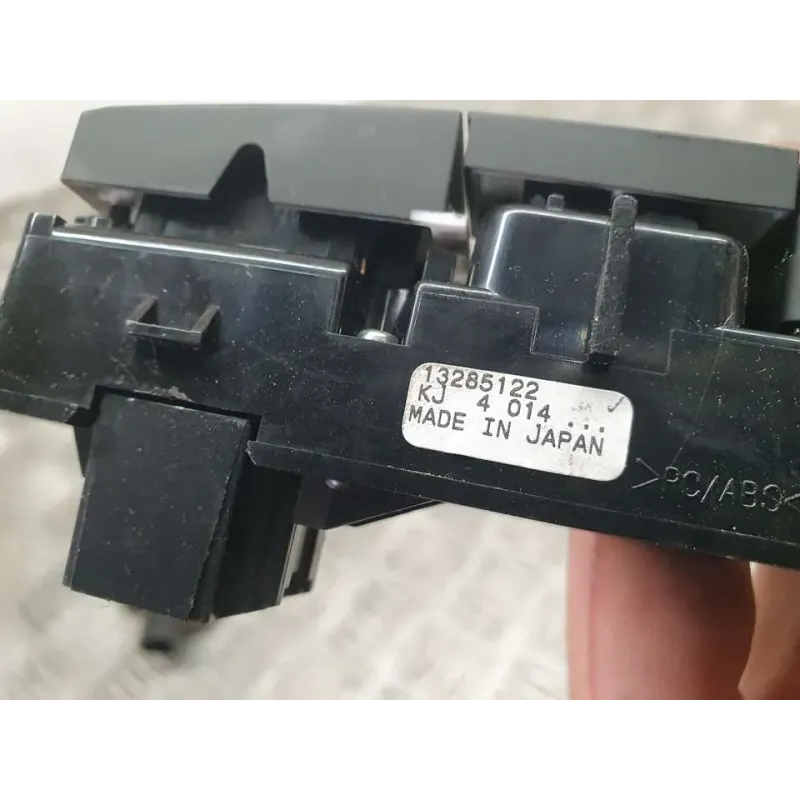 13285122
KJ 4 014 ...
MADE IN JAPAN
>PC/ABS<